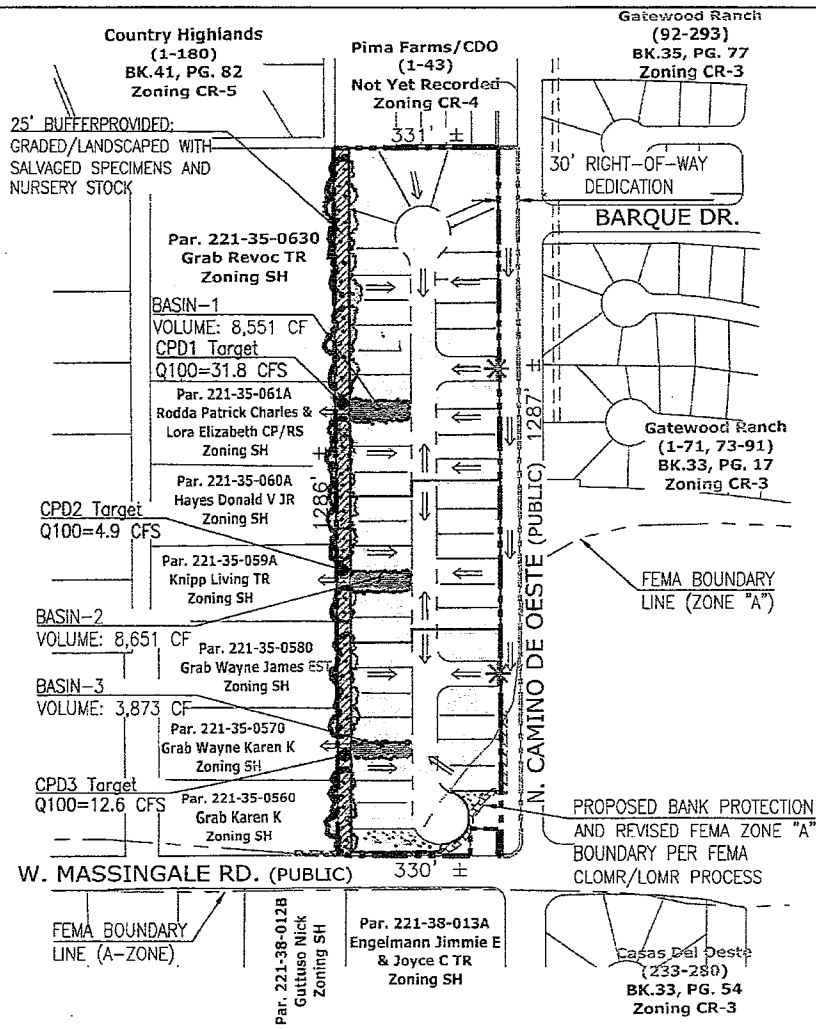 Country Highlands
(1-180)
BK.41, PG. 82
Zoning CR-5
Pima Farms/CDO
(1-43)
Not Yet Recorded
Zoning CR-4
Gatewood Ranch
(92-293)
BK.35, PG. 77
Zoning CR-3
25' BUFFERPROVIDED:
GRADED/LANDSCAPED WITH
SALVAGED SPECIMENS AND
NURSERY STOCK
331' ±
30' RIGHT-OF-WAY
DEDICATION
BARQUE DR.
Par. 221-35-0630
Grab Revoc TR
Zoning SH
BASIN-1
VOLUME: 8,551 CF
CPD1 Target
Q100=31.8 CFS
Par. 221-35-061A
Rodda Patrick Charles &
Lora Elizabeth CP/RS
Zoning SH
1286' ±
1287' ±
N. CAMINO DE OESTE (PUBLIC)
Gatewood Ranch
(1-71, 73-91)
BK.33, PG. 17
Zoning CR-3
Par. 221-35-060A
Hayes Donald V JR
Zoning SH
CPD2 Target
Q100=4.9 CFS
Par. 221-35-059A
Knipp Living TR
Zoning SH
FEMA BOUNDARY
LINE (ZONE "A")
BASIN-2
VOLUME: 8,651 CF
Par. 221-35-0580
Grab Wayne James EST
Zoning SH
BASIN-3
VOLUME: 3,873 CF
Par. 221-35-0570
Grab Wayne Karen K
Zoning SH
CPD3 Target
Q100=12.6 CFS
Par. 221-35-0560
Grab Karen K
Zoning SH
PROPOSED BANK PROTECTION
AND REVISED FEMA ZONE "A"
BOUNDARY PER FEMA
CLOMR/LOMR PROCESS
W. MASSINGALE RD. (PUBLIC)
330' ±
FEMA BOUNDARY
LINE (A-ZONE)
Par. 221-38-012B
Guttuso Nick
Zoning SH
Par. 221-38-013A
Engelmann Jimmie E
& Joyce C TR
Zoning SH
Casas Del Oeste
(233-280)
BK.33, PG. 54
Zoning CR-3